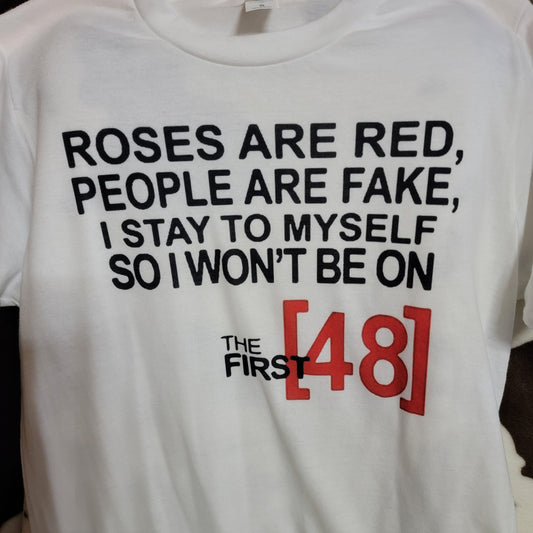 ROSES ARE RED,
PEOPLE ARE FAKE,
I STAY TO MYSELF
SO I WON'T BE ON
THE
FIRST [48]